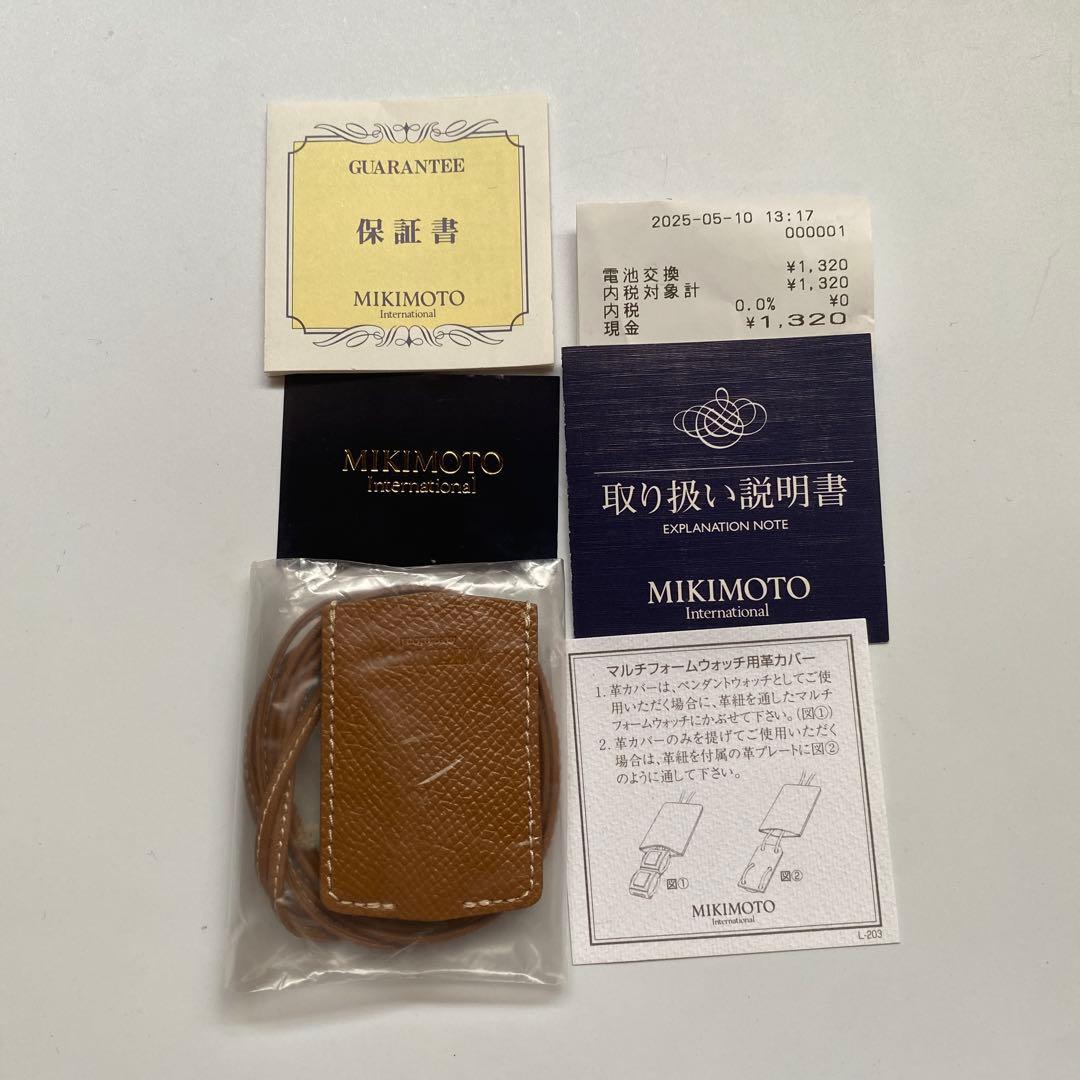 GUARANTEE
保証書
MIKIMOTO
International
2025-05-10 13:17
000001
電池交換 ¥1,320
内税対象計 ¥1,320
内税 0.0% ¥0
現金 ¥1,320
MIKIMOTO
International
取り扱い説明書
EXPLANATION NOTE
MIKIMOTO
International
マルチフォームウォッチ用革カバー
1. 革カバーは、ペンダントウォッチとしてご使
用いただく場合に、革紐を通したマルチ
フォームウォッチにかぶせて下さい。(図①)
2. 革カバーのみを提げてご使用いただく
場合は、革紐を付属の革プレートに図②
のように通して下さい。
図①
図②
MIKIMOTO
International
L-203